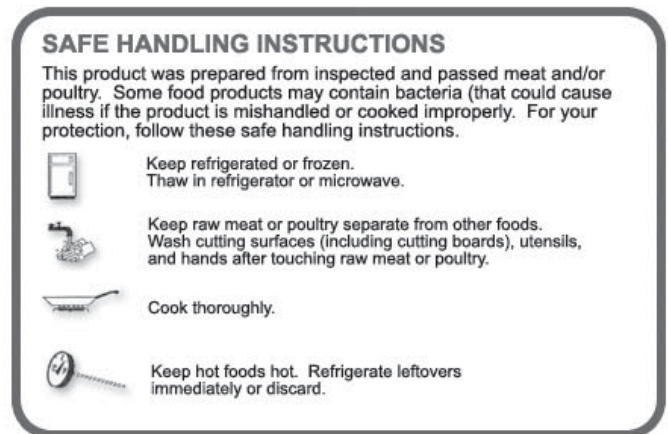 SAFE HANDLING INSTRUCTIONS
This product was prepared from inspected and passed meat and/or
poultry. Some food products may contain bacteria (that could cause
illness if the product is mishandled or cooked improperly. For your
protection, follow these safe handling instructions.
Keep refrigerated or frozen.
Thaw in refrigerator or microwave.
Keep raw meat or poultry separate from other foods.
Wash cutting surfaces (including cutting boards), utensils,
and hands after touching raw meat or poultry.
Cook thoroughly.
Keep hot foods hot. Refrigerate leftovers
immediately or discard.